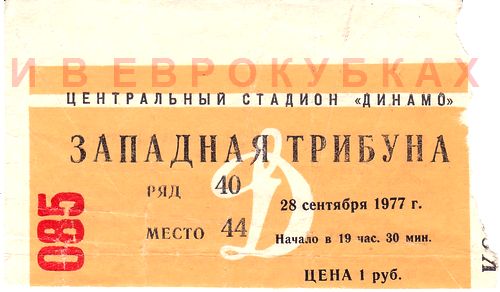 И В ЕВРОКУБКАХ
ЦЕНТРАЛЬНЫЙ СТАДИОН «ДИНАМО»
ЗАПАДНАЯ ТРИБУНА
РЯД 40
28 сентября 1977 г.
МЕСТО 44
Начало в 19 час. 30 мин.
ЦЕНА 1 руб.
085
Д